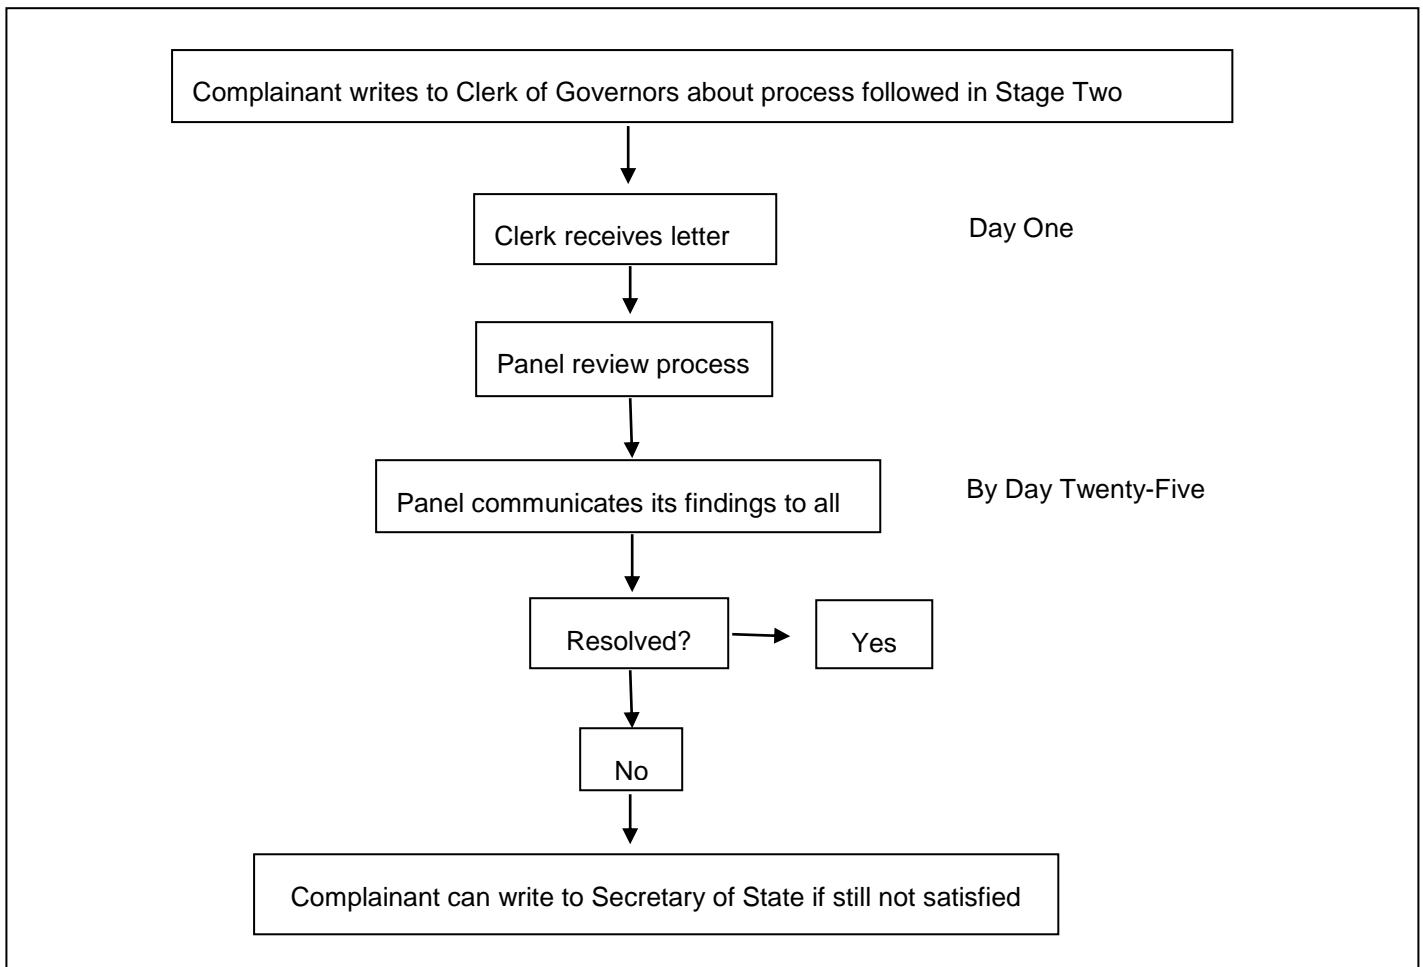 Complainant writes to Clerk of Governors about process followed in Stage Two
Clerk receives letter
Day One
Panel review process
Panel communicates its findings to all
By Day Twenty-Five
Resolved?
Yes
No
Complainant can write to Secretary of State if still not satisfied